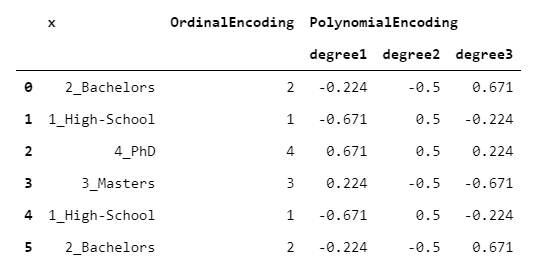 x OrdinalEncoding PolynomialEncoding
degree1 degree2 degree3
0 2_Bachelors 2 -0.224 -0.5 0.671
1 1_High-School 1 -0.671 0.5 -0.224
2 4_PhD 4 0.671 0.5 0.224
3 3_Masters 3 0.224 -0.5 -0.671
4 1_High-School 1 -0.671 0.5 -0.224
5 2_Bachelors 2 -0.224 -0.5 0.671